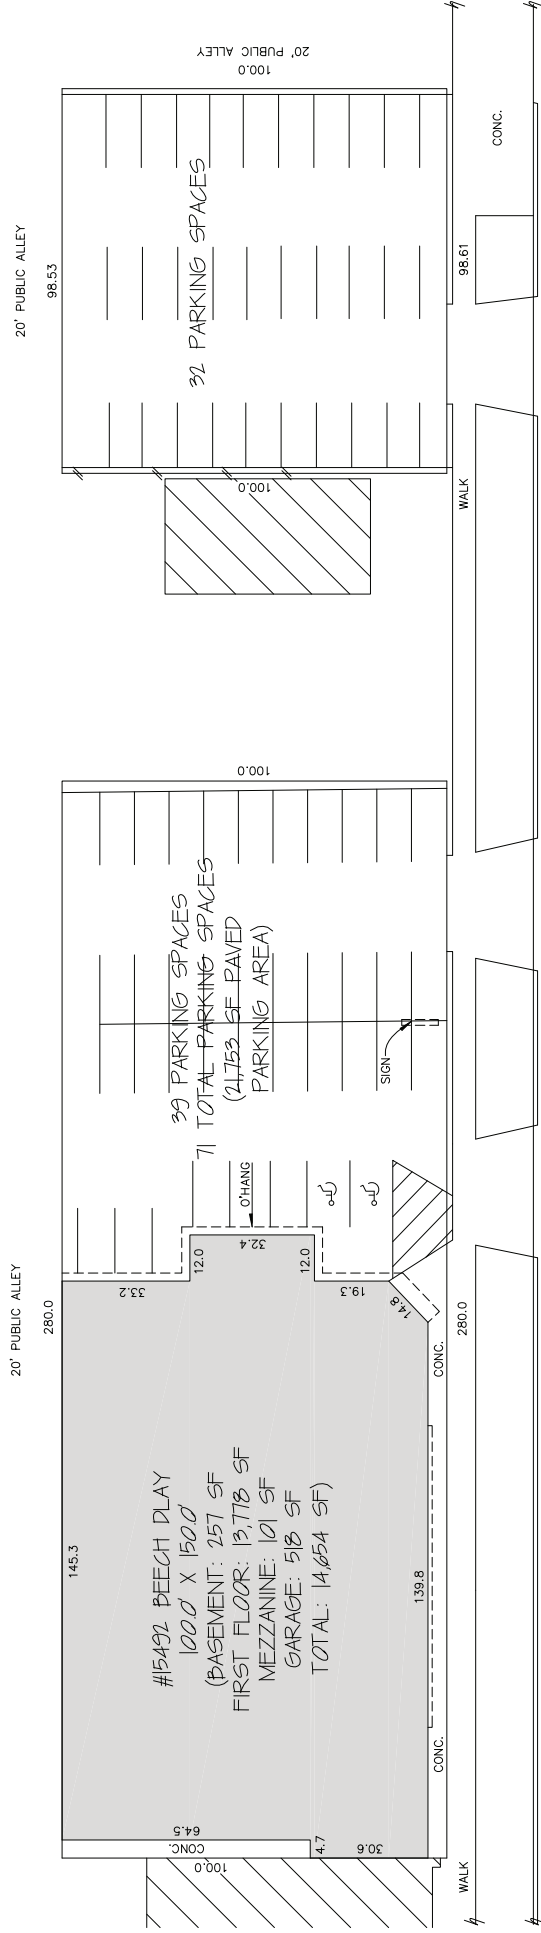 20' PUBLIC ALLEY
280.0
145.3
#15492 BEECH DLAY
100.0' X 150.0'
(BASEMENT: 257 SF
FIRST FLOOR: 13,778 SF
MEZZANINE: 101 SF
GARAGE: 518 SF
TOTAL: 14,654 SF)
139.8
CONC.
64.5
100.0
4.7
30.6
33.2
12.0
32.4
12.0
19.3
14.8
O'HANG
CONC.
CONC.
WALK
280.0
39 PARKING SPACES
71 TOTAL PARKING SPACES
(21,753 SF PAVED
PARKING AREA)
SIGN
100.0
20' PUBLIC ALLEY
98.53
32 PARKING SPACES
100.0
100.0
20' PUBLIC ALLEY
WALK
98.61
CONC.